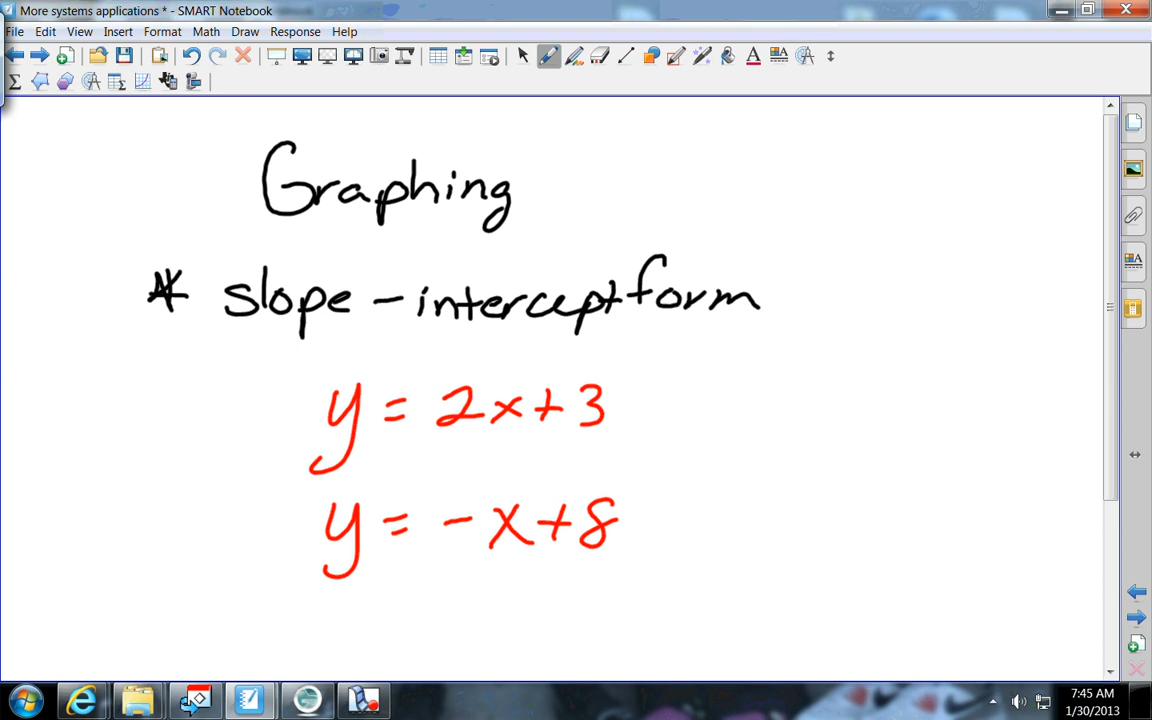 More systems applications * - SMART Notebook
File Edit View Insert Format Math Draw Response Help
Graphing
* slope - intercept form
y = 2x + 3
y = - x + 8
7:45 AM
1/30/2013